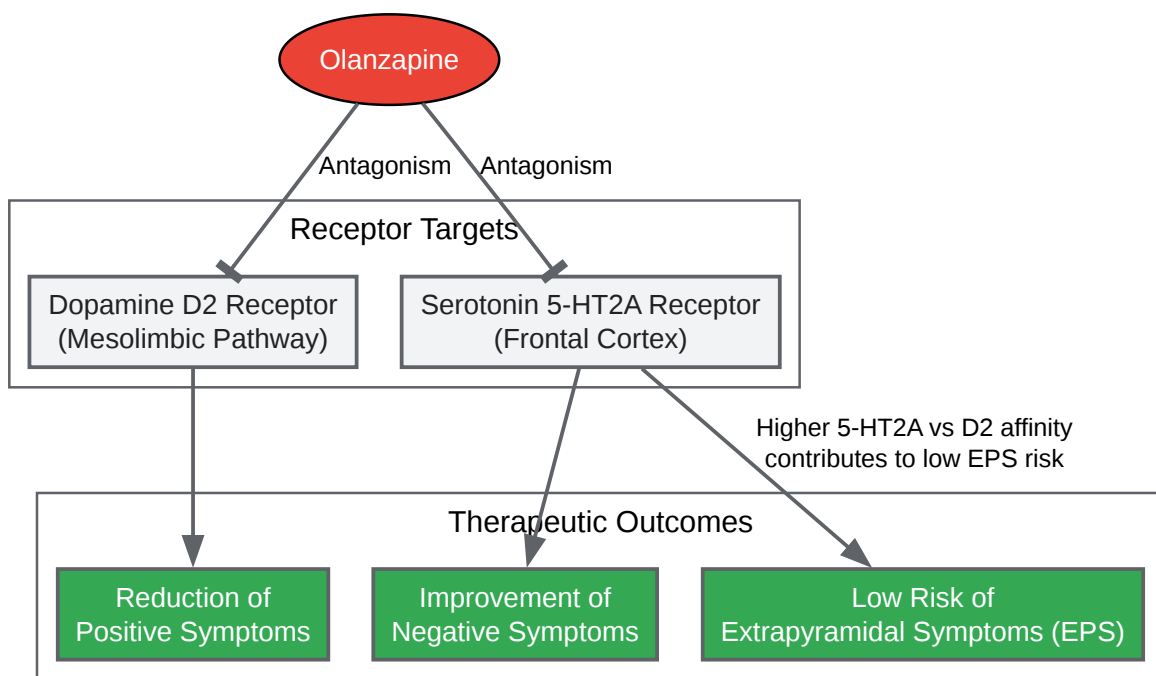 Olanzapine
Antagonism
Antagonism
Receptor Targets
Dopamine D2 Receptor
(Mesolimbic Pathway)
Serotonin 5-HT2A Receptor
(Frontal Cortex)
Higher 5-HT2A vs D2 affinity
contributes to low EPS risk
Therapeutic Outcomes
Reduction of
Positive Symptoms
Improvement of
Negative Symptoms
Low Risk of
Extrapyramidal Symptoms (EPS)